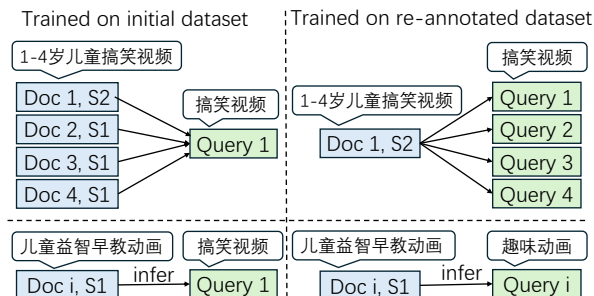 Trained on initial dataset
Trained on re-annotated dataset
1-4岁儿童搞笑视频
Doc 1, S2
Doc 2, S1
Doc 3, S1
Doc 4, S1
搞笑视频
Query 1
1-4岁儿童搞笑视频
Doc 1, S2
搞笑视频
Query 1
Query 2
Query 3
Query 4
儿童益智早教动画
搞笑视频
Doc i, S1
infer
Query 1
儿童益智早教动画
趣味动画
Doc i, S1
infer
Query i